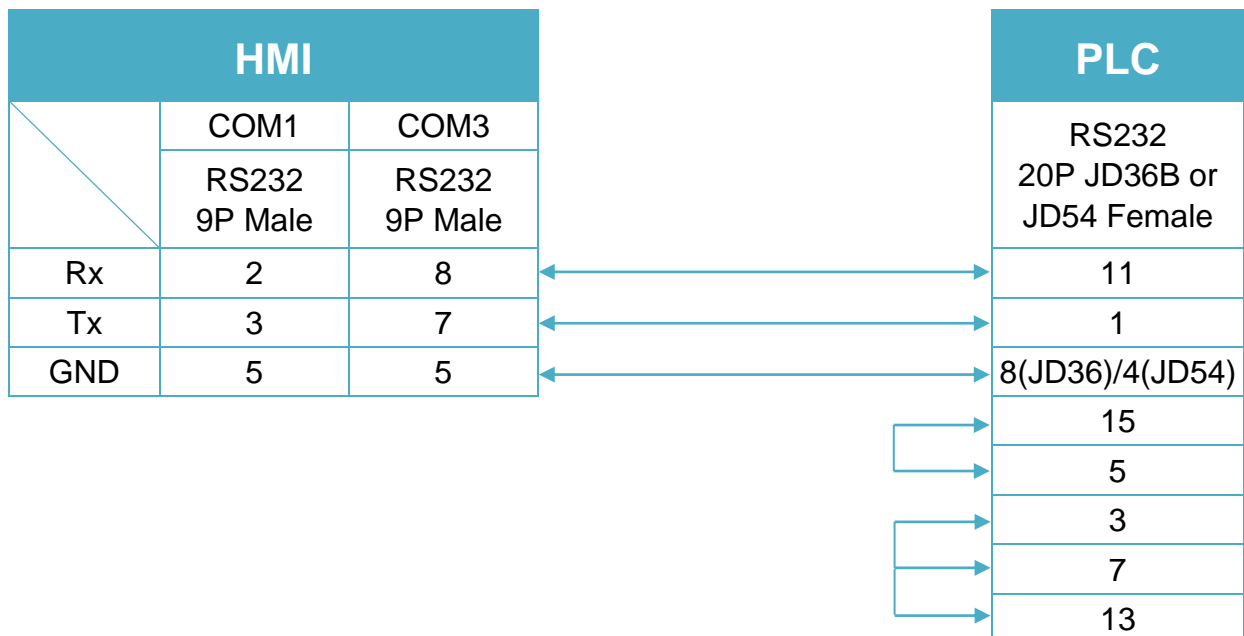 HMI
PLC
COM1 COM3
RS232
9P Male
RS232
9P Male
RS232
20P JD36B or
JD54 Female
Rx 2 8 11
Tx 3 7 1
GND 5 5 8(JD36)/4(JD54)
15
5
3
7
13